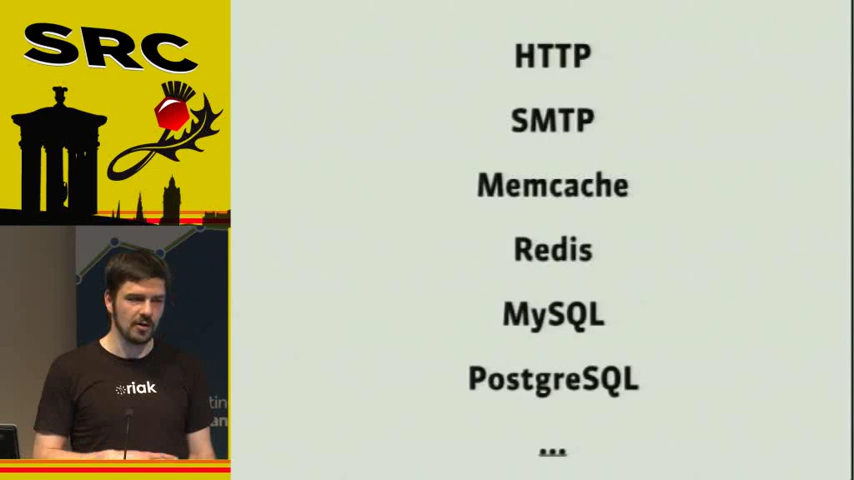 SRC
HTTP
SMTP
Memcache
Redis
MySQL
PostgreSQL
...
riak